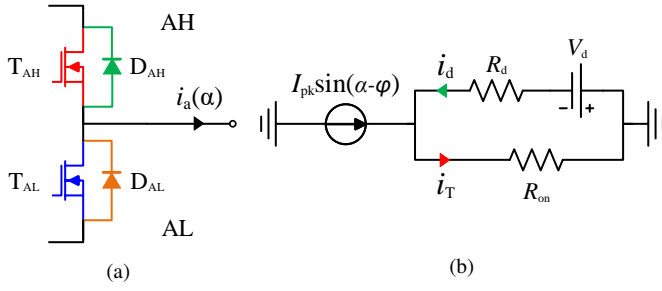 AH
T_AH D_AH
i_a(α)
T_AL D_AL
AL
(a)
I_pk sin(α-φ)
i_d R_d V_d
- +
i_T R_on
(b)